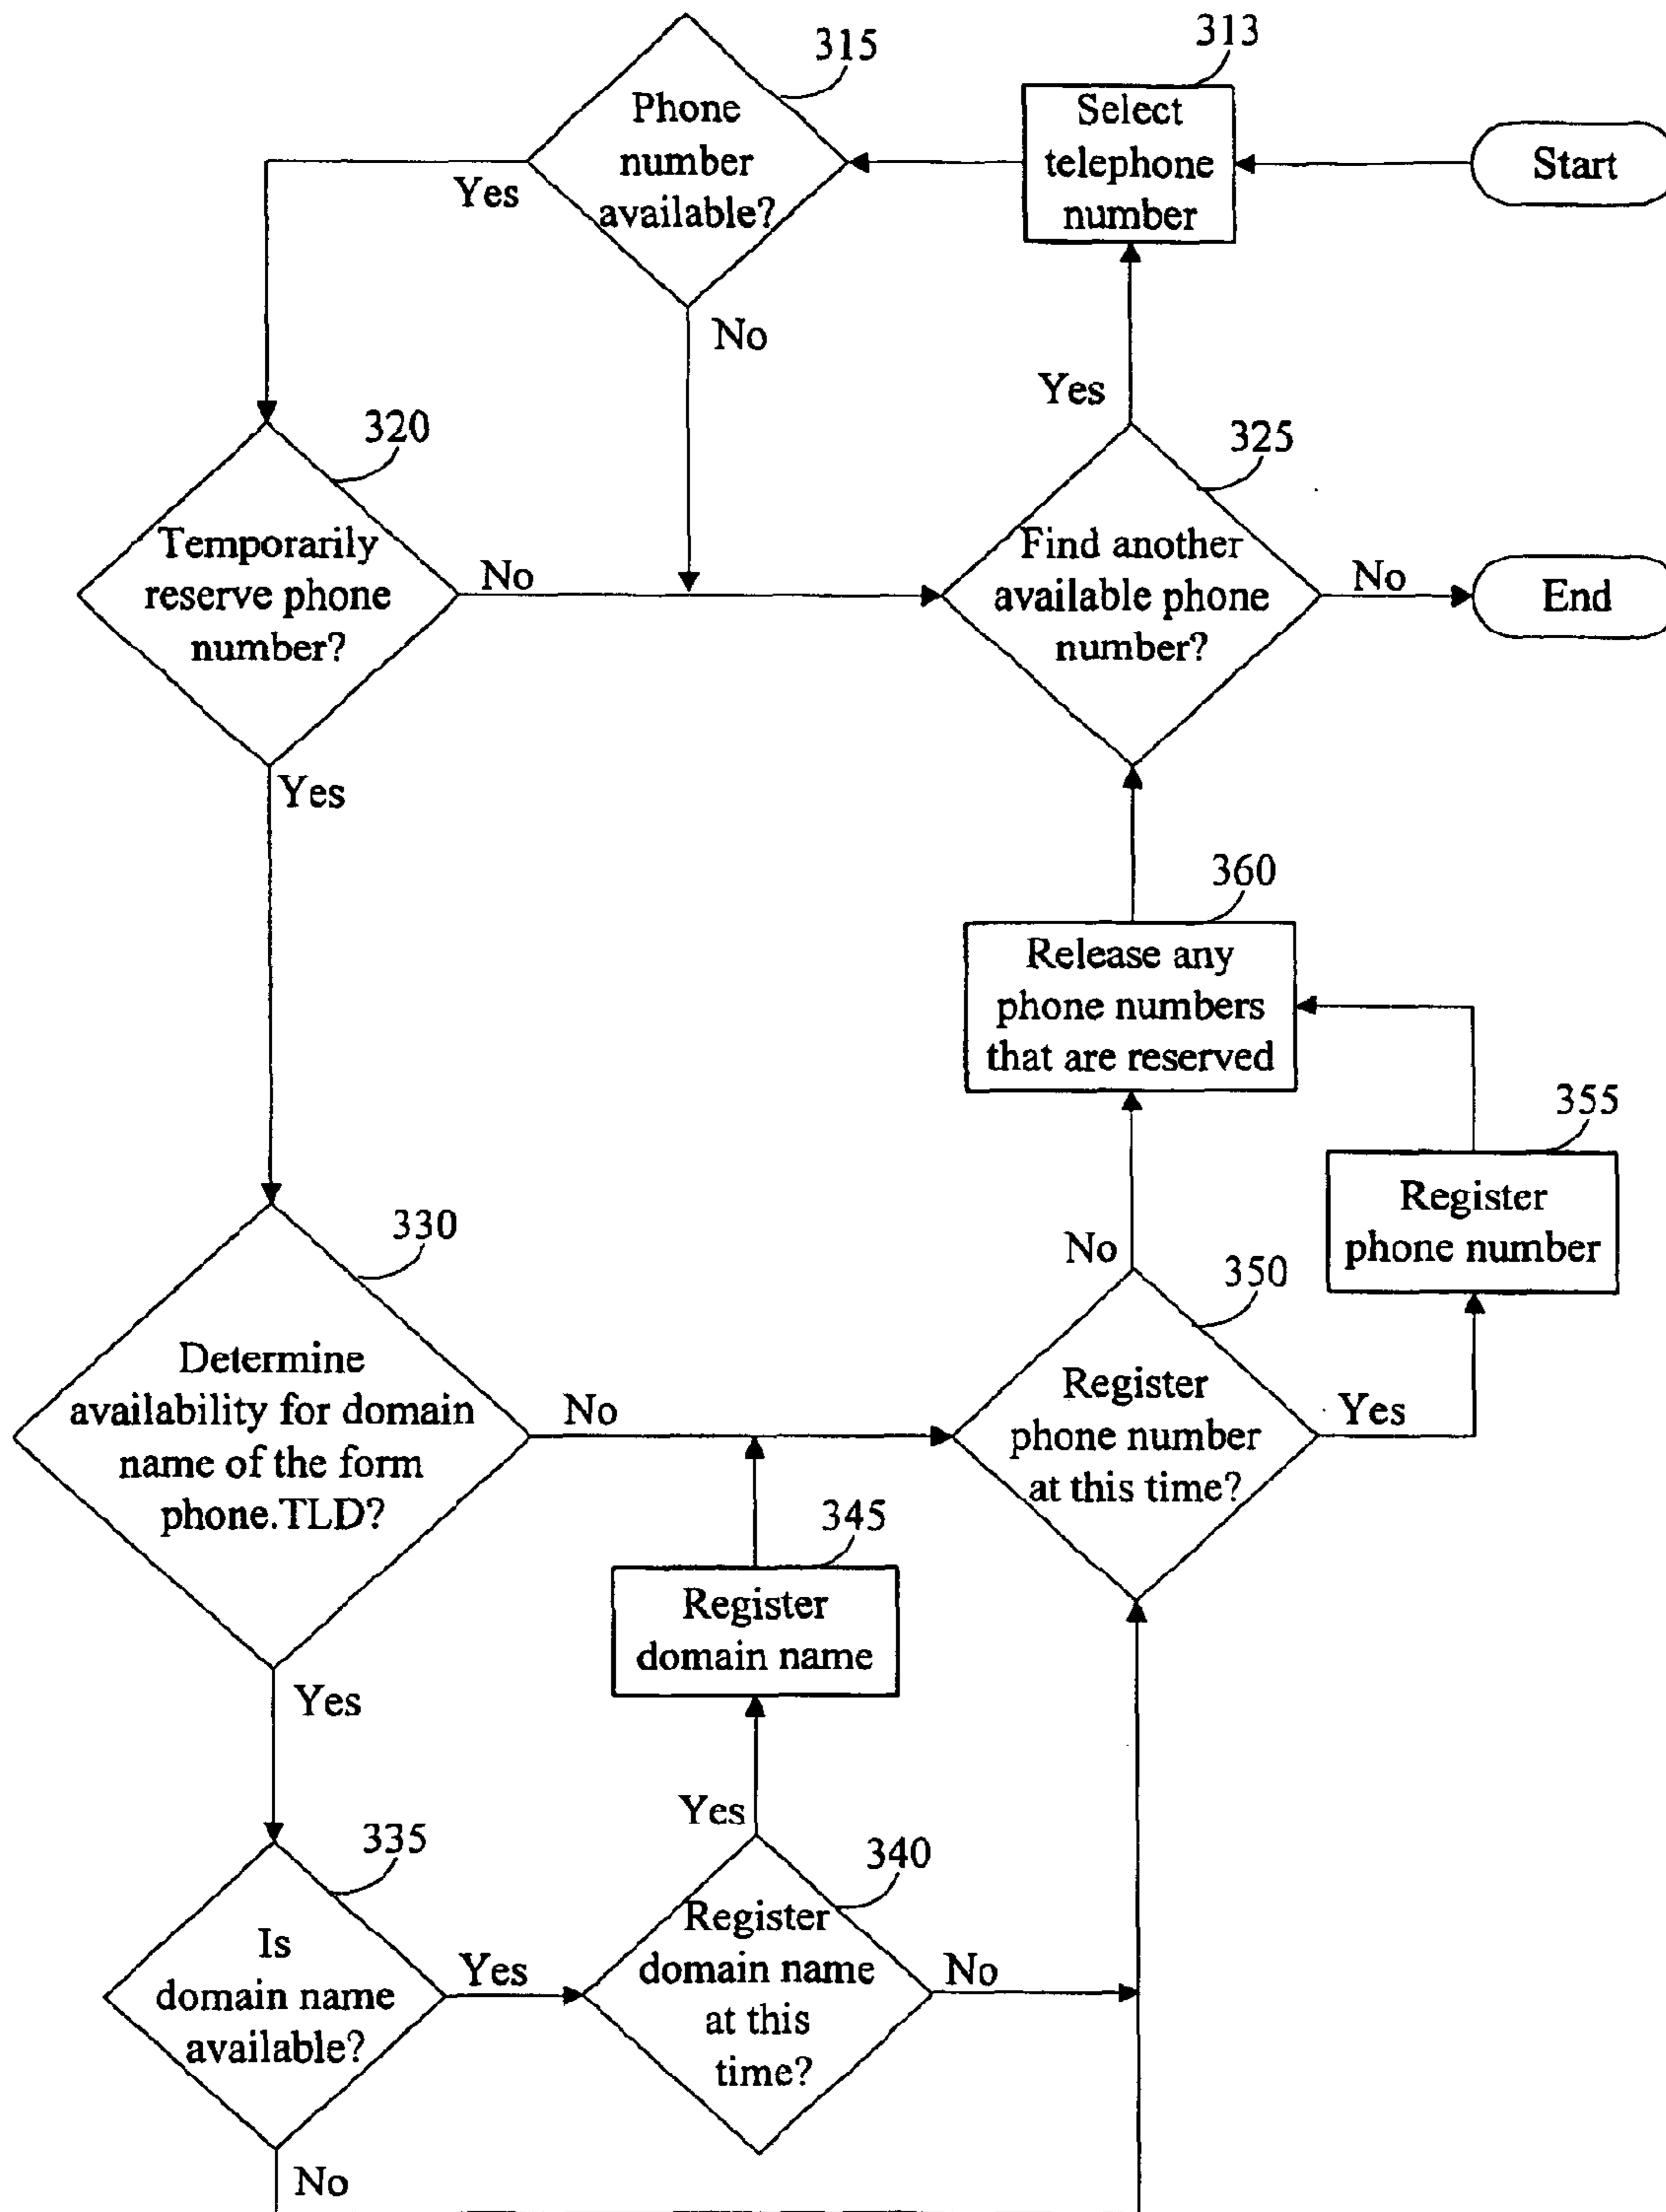 315
Phone
number
available?
Yes
No
313
Select
telephone
number
Start
320
Temporarily
reserve phone
number?
No
Yes
325
Find another
available phone
number?
Yes
No
End
360
Release any
phone numbers
that are reserved
355
Register
phone number
330
Determine
availability for domain
name of the form
phone.TLD?
No
Yes
350
Register
phone number
at this time?
No
Yes
345
Register
domain name
335
Is
domain name
available?
Yes
No
340
Register
domain name
at this
time?
Yes
No